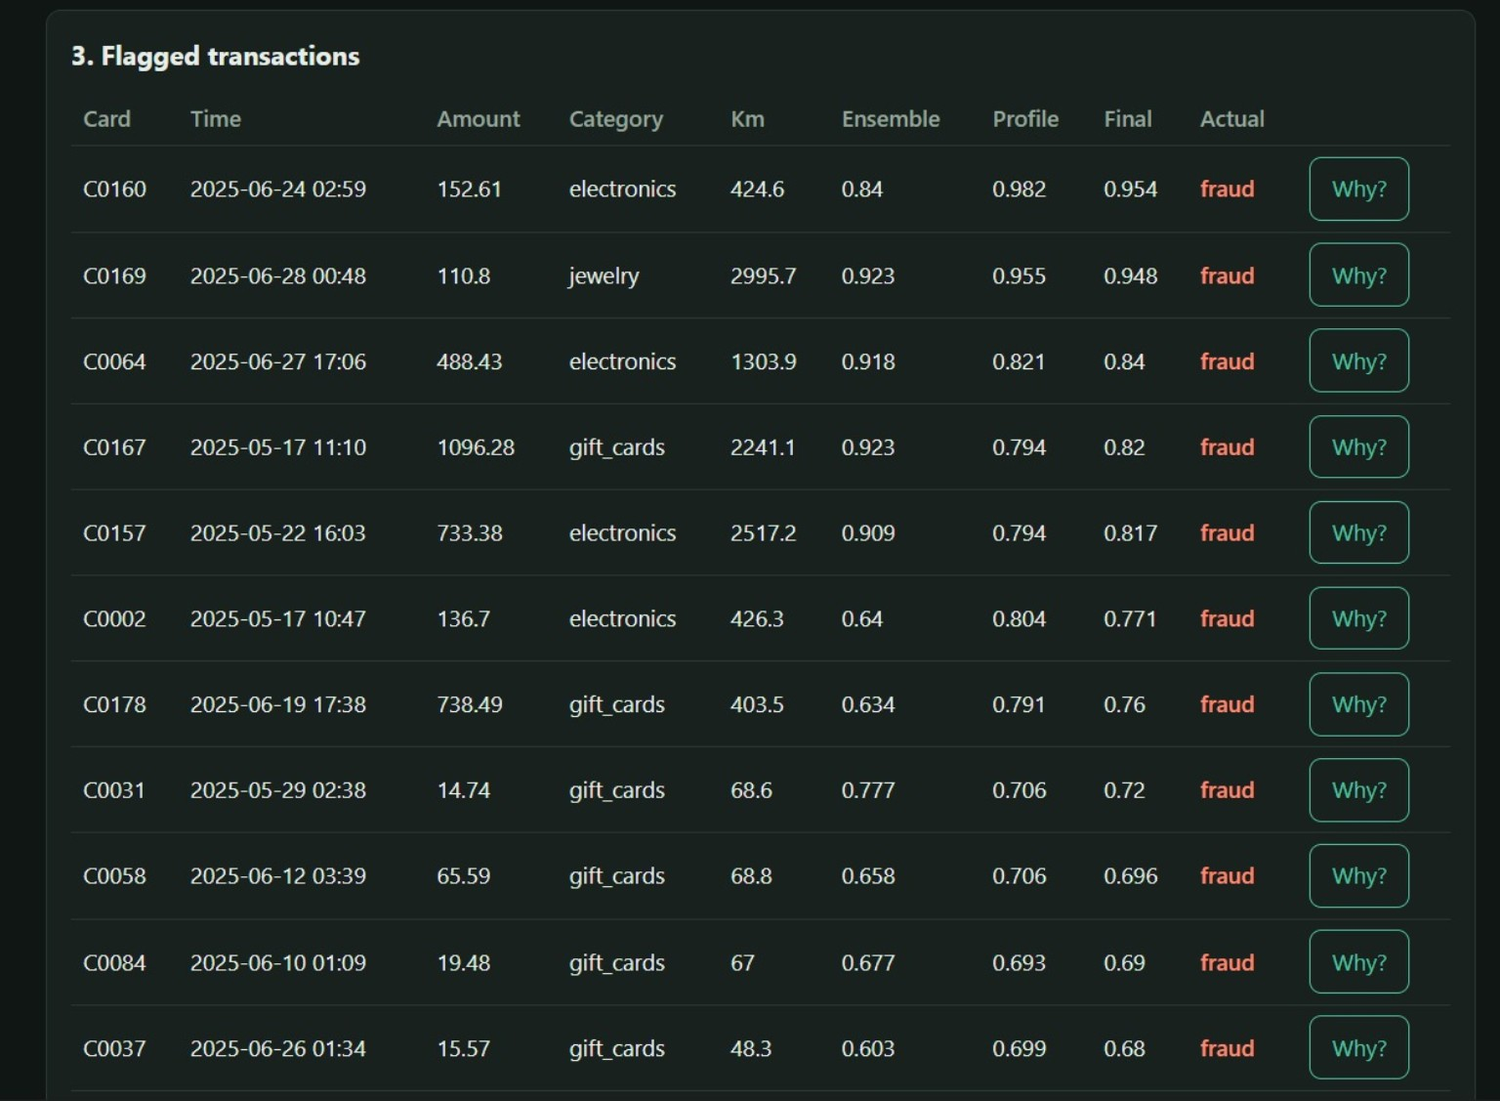 3. Flagged transactions
Card Time Amount Category Km Ensemble Profile Final Actual
C0160 2025-06-24 02:59 152.61 electronics 424.6 0.84 0.982 0.954 fraud Why?
C0169 2025-06-28 00:48 110.8 jewelry 2995.7 0.923 0.955 0.948 fraud Why?
C0064 2025-06-27 17:06 488.43 electronics 1303.9 0.918 0.821 0.84 fraud Why?
C0167 2025-05-17 11:10 1096.28 gift_cards 2241.1 0.923 0.794 0.82 fraud Why?
C0157 2025-05-22 16:03 733.38 electronics 2517.2 0.909 0.794 0.817 fraud Why?
C0002 2025-05-17 10:47 136.7 electronics 426.3 0.64 0.804 0.771 fraud Why?
C0178 2025-06-19 17:38 738.49 gift_cards 403.5 0.634 0.791 0.76 fraud Why?
C0031 2025-05-29 02:38 14.74 gift_cards 68.6 0.777 0.706 0.72 fraud Why?
C0058 2025-06-12 03:39 65.59 gift_cards 68.8 0.658 0.706 0.696 fraud Why?
C0084 2025-06-10 01:09 19.48 gift_cards 67 0.677 0.693 0.69 fraud Why?
C0037 2025-06-26 01:34 15.57 gift_cards 48.3 0.603 0.699 0.68 fraud Why?